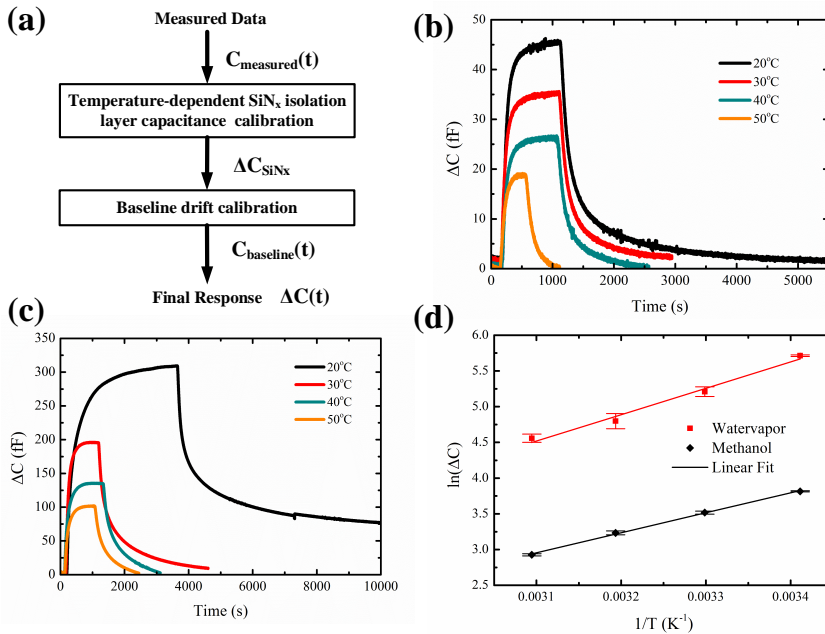 (a)
Measured Data
Cmeasured(t)
Temperature-dependent SiNx isolation
layer capacitance calibration
ΔCSiNx
Baseline drift calibration
Cbaseline(t)
Final Response ΔC(t)
(b)
50
40
30
20
10
0
ΔC (fF)
20°C
30°C
40°C
50°C
0 1000 2000 3000 4000 5000
Time (s)
(c)
350
300
250
200
150
100
50
0
ΔC (fF)
20°C
30°C
40°C
50°C
0 2000 4000 6000 8000 10000
Time (s)
(d)
6.0
5.5
5.0
4.5
4.0
3.5
3.0
2.5
ln(ΔC)
Watervapor
Methanol
Linear Fit
0.0031 0.0032 0.0033 0.0034
1/T (K-1)